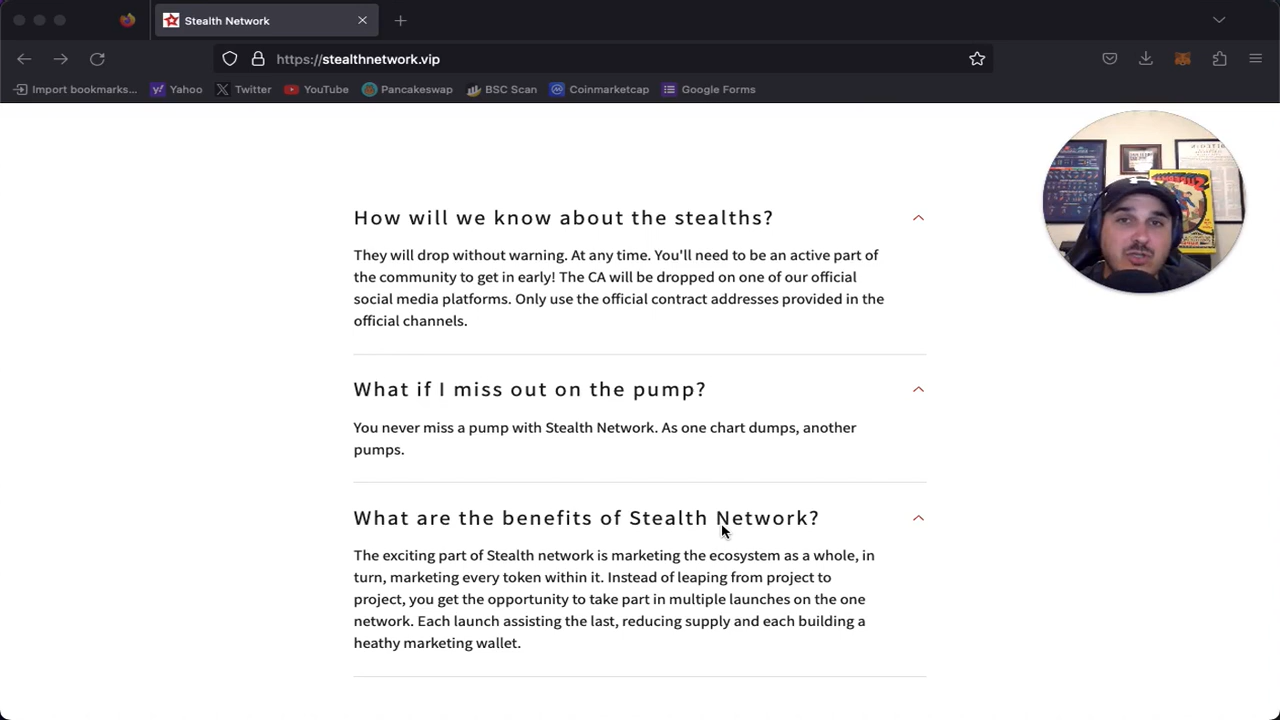 Stealth Network
https://stealthnetwork.vip
Import bookmarks... Yahoo Twitter YouTube Pancakeswap BSC Scan Coinmarketcap Google Forms
How will we know about the stealths?
They will drop without warning. At any time. You'll need to be an active part of
the community to get in early! The CA will be dropped on one of our official
social media platforms. Only use the official contract addresses provided in the
official channels.
What if I miss out on the pump?
You never miss a pump with Stealth Network. As one chart dumps, another
pumps.
What are the benefits of Stealth Network?
The exciting part of Stealth network is marketing the ecosystem as a whole, in
turn, marketing every token within it. Instead of leaping from project to
project, you get the opportunity to take part in multiple launches on the one
network. Each launch assisting the last, reducing supply and each building a
heathy marketing wallet.